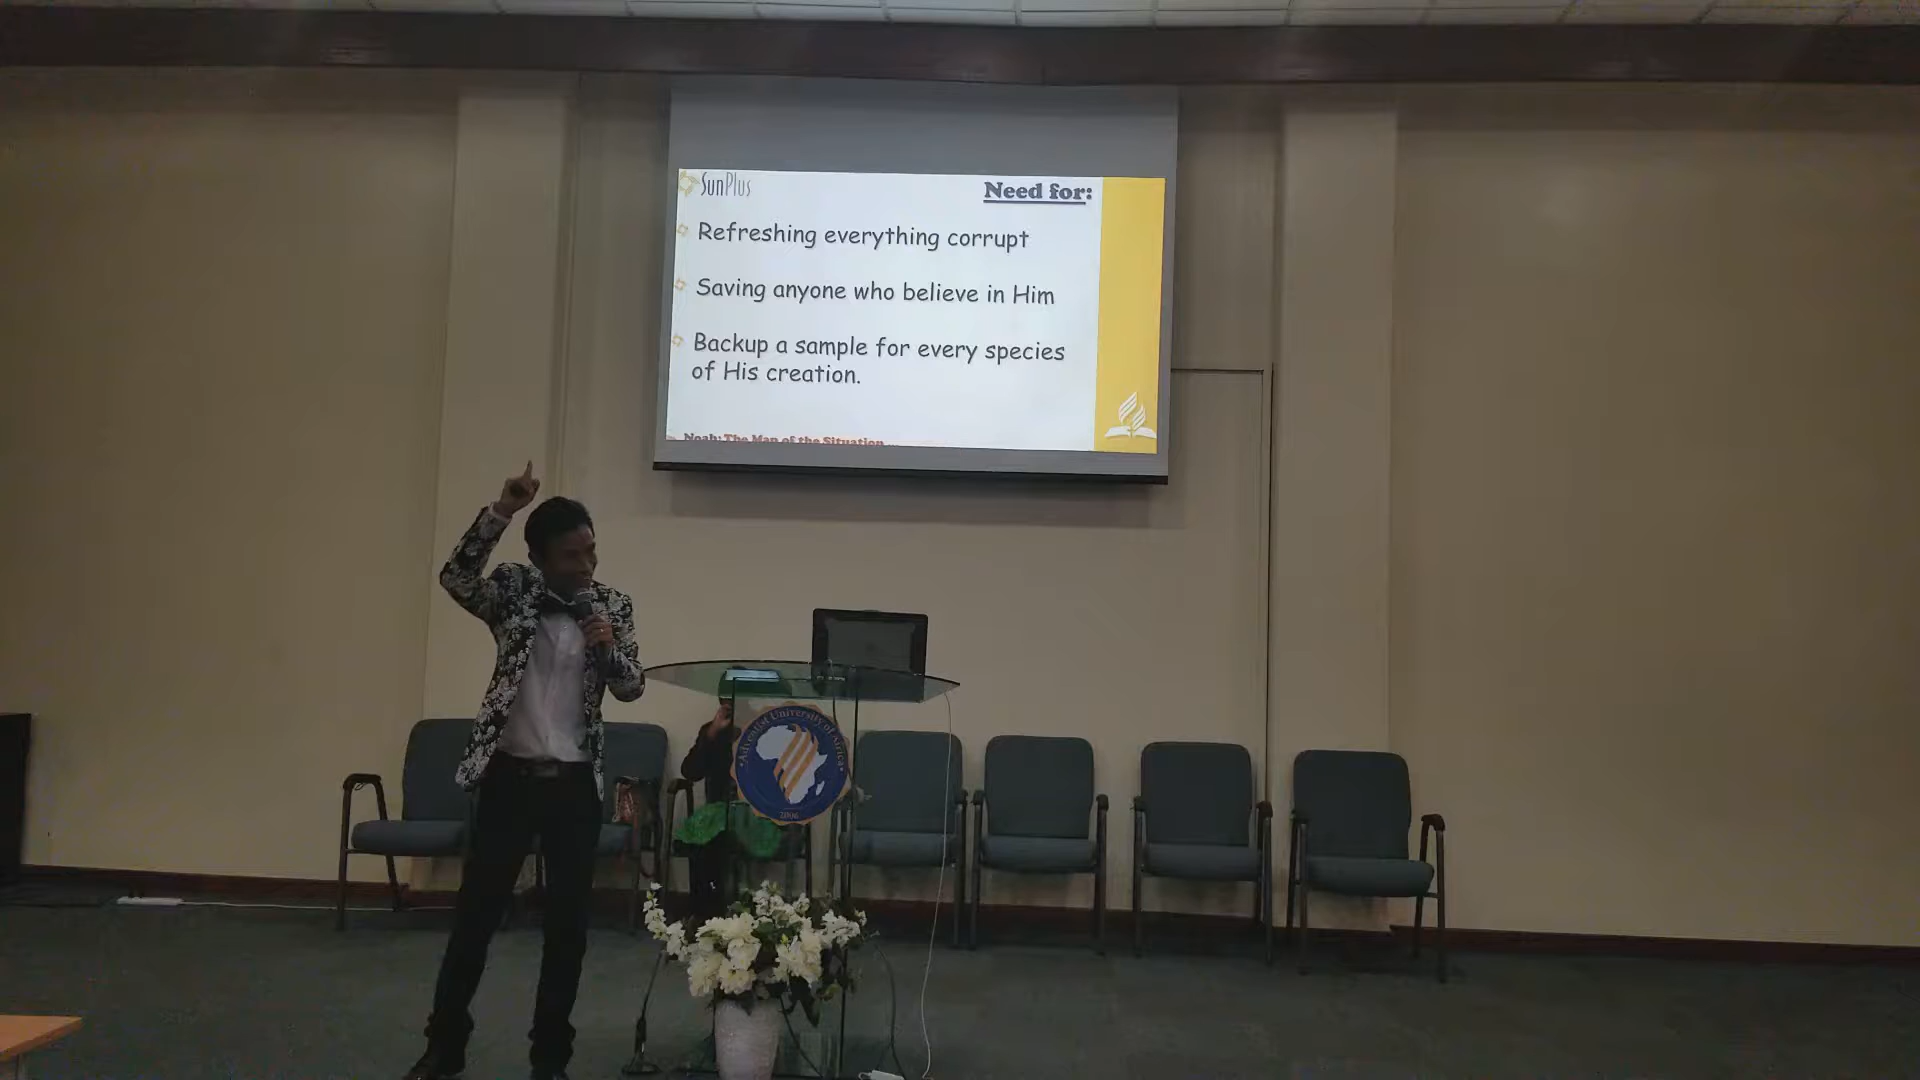 SunPlus
Need for:
Refreshing everything corrupt
Saving anyone who believe in Him
Backup a sample for every species
of His creation.
Noah: The Man of the Situation
Adventist University of Africa
2006